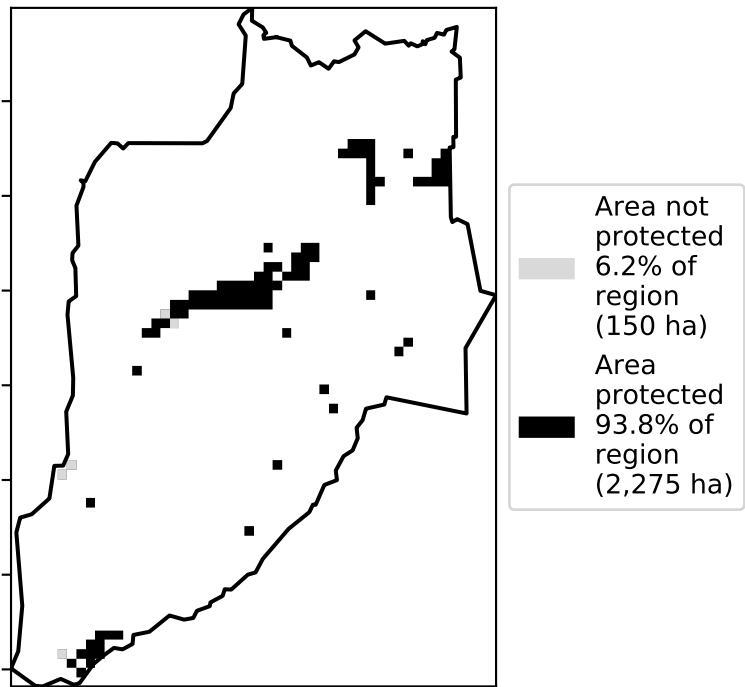 Area not
protected
6.2% of
region
(150 ha)
Area
protected
93.8% of
region
(2,275 ha)